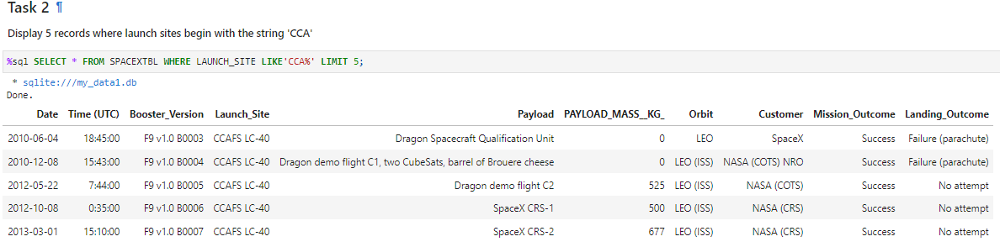 Task 2 ¶
Display 5 records where launch sites begin with the string 'CCA'
%sql SELECT * FROM SPACEXTBL WHERE LAUNCH_SITE LIKE'CCA%' LIMIT 5;
* sqlite:///my_data1.db
Done.
Date Time (UTC) Booster_Version Launch_Site Payload PAYLOAD_MASS__KG_ Orbit Customer Mission_Outcome Landing_Outcome
2010-06-04 18:45:00 F9 v1.0 B0003 CCAFS LC-40 Dragon Spacecraft Qualification Unit 0 LEO SpaceX Success Failure (parachute)
2010-12-08 15:43:00 F9 v1.0 B0004 CCAFS LC-40 Dragon demo flight C1, two CubeSats, barrel of Brouere cheese 0 LEO (ISS) NASA (COTS) NRO Success Failure (parachute)
2012-05-22 7:44:00 F9 v1.0 B0005 CCAFS LC-40 Dragon demo flight C2 525 LEO (ISS) NASA (COTS) Success No attempt
2012-10-08 0:35:00 F9 v1.0 B0006 CCAFS LC-40 SpaceX CRS-1 500 LEO (ISS) NASA (CRS) Success No attempt
2013-03-01 15:10:00 F9 v1.0 B0007 CCAFS LC-40 SpaceX CRS-2 677 LEO (ISS) NASA (CRS) Success No attempt